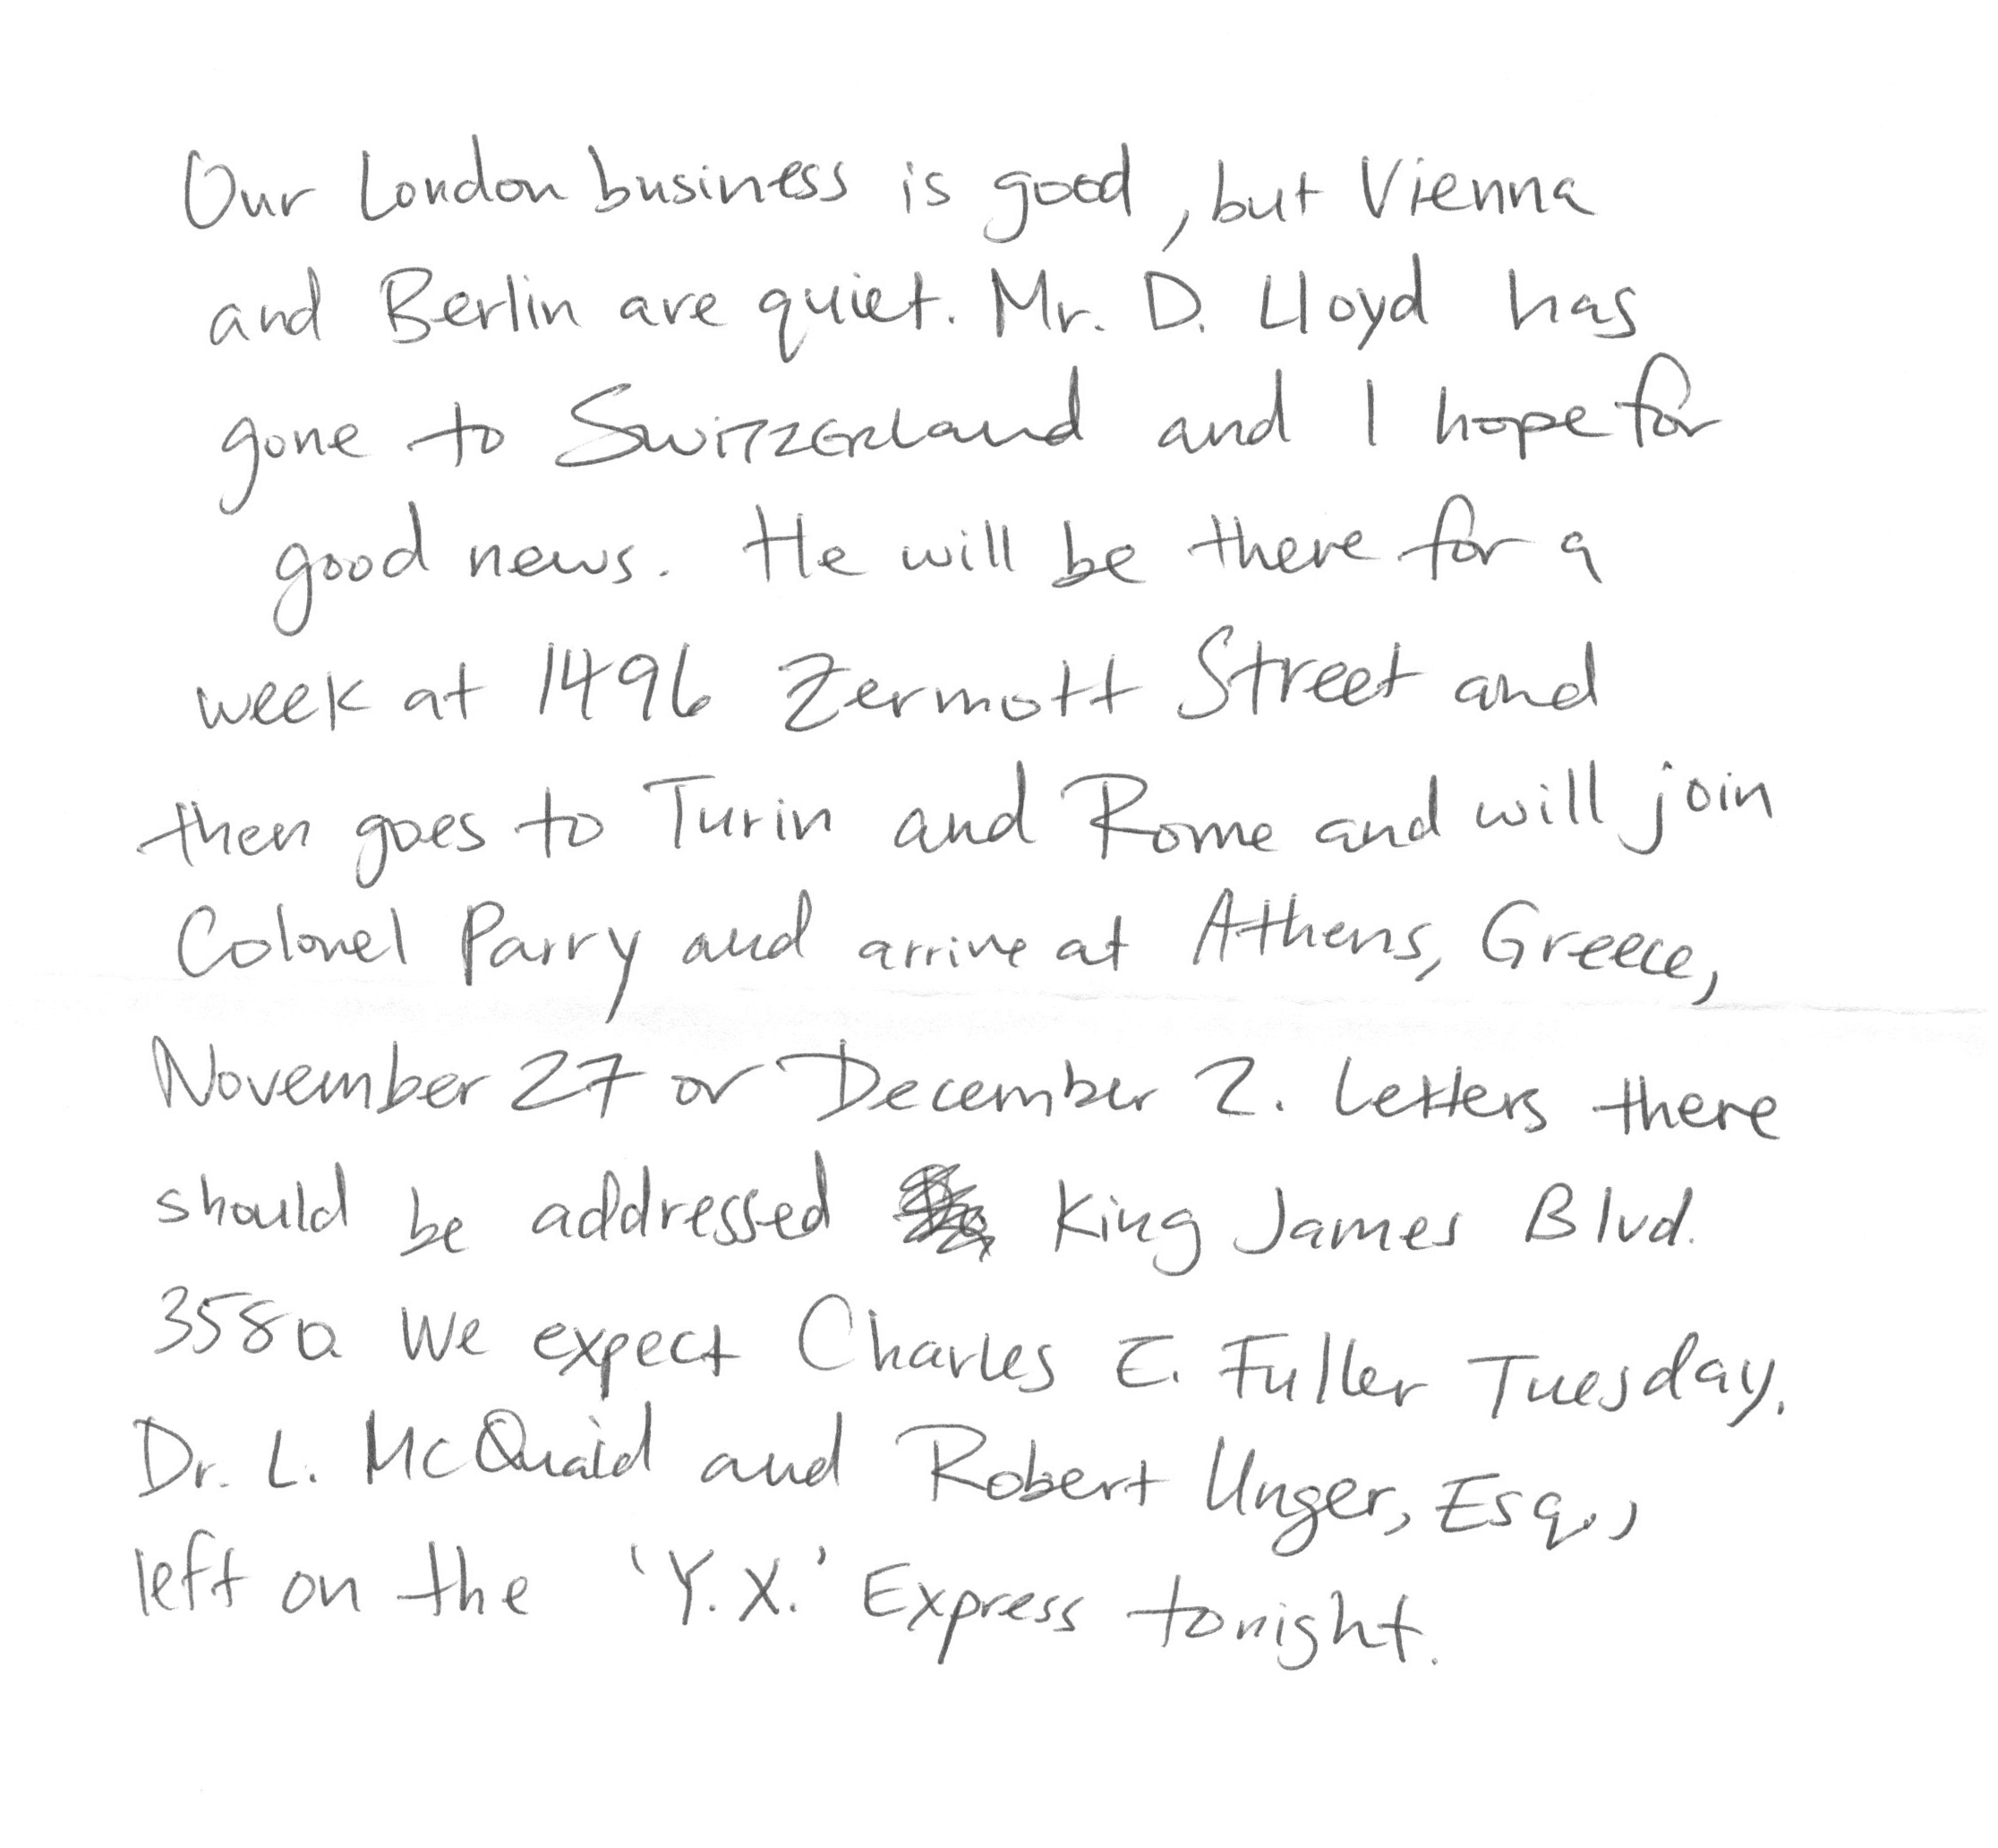 Our London business is good, but Vienna
and Berlin are quiet. Mr. D. Lloyd has
gone to Switzerland and I hope for
good news. He will be there for a
week at 1496 Zermott Street and
then goes to Turin and Rome and will join
Colonel Parry and arrive at Athens, Greece,
November 27 or December 2. Letters there
should be addressed King James Blvd.
3580. We expect Charles E. Fuller Tuesday.
Dr. L. McQuaid and Robert Unger, Esq.,
left on the 'Y.X.' Express tonight.